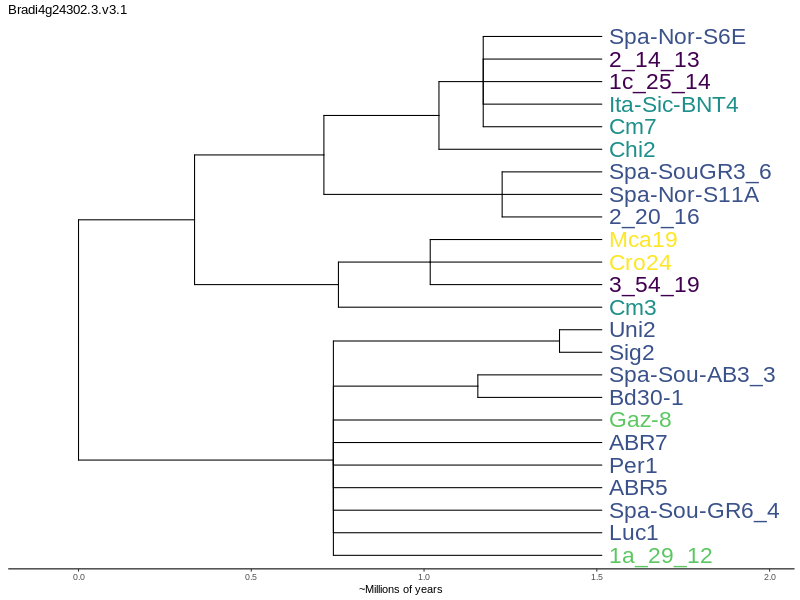 Bradi4g24302.3.v3.1
Spa-Nor-S6E
2_14_13
1c_25_14
Ita-Sic-BNT4
Cm7
Chi2
Spa-SouGR3_6
Spa-Nor-S11A
2_20_16
Mca19
Cro24
3_54_19
Cm3
Uni2
Sig2
Spa-Sou-AB3_3
Bd30-1
Gaz-8
ABR7
Per1
ABR5
Spa-Sou-GR6_4
Luc1
1a_29_12
0.0 0.5 1.0 1.5 2.0
~Millions of years